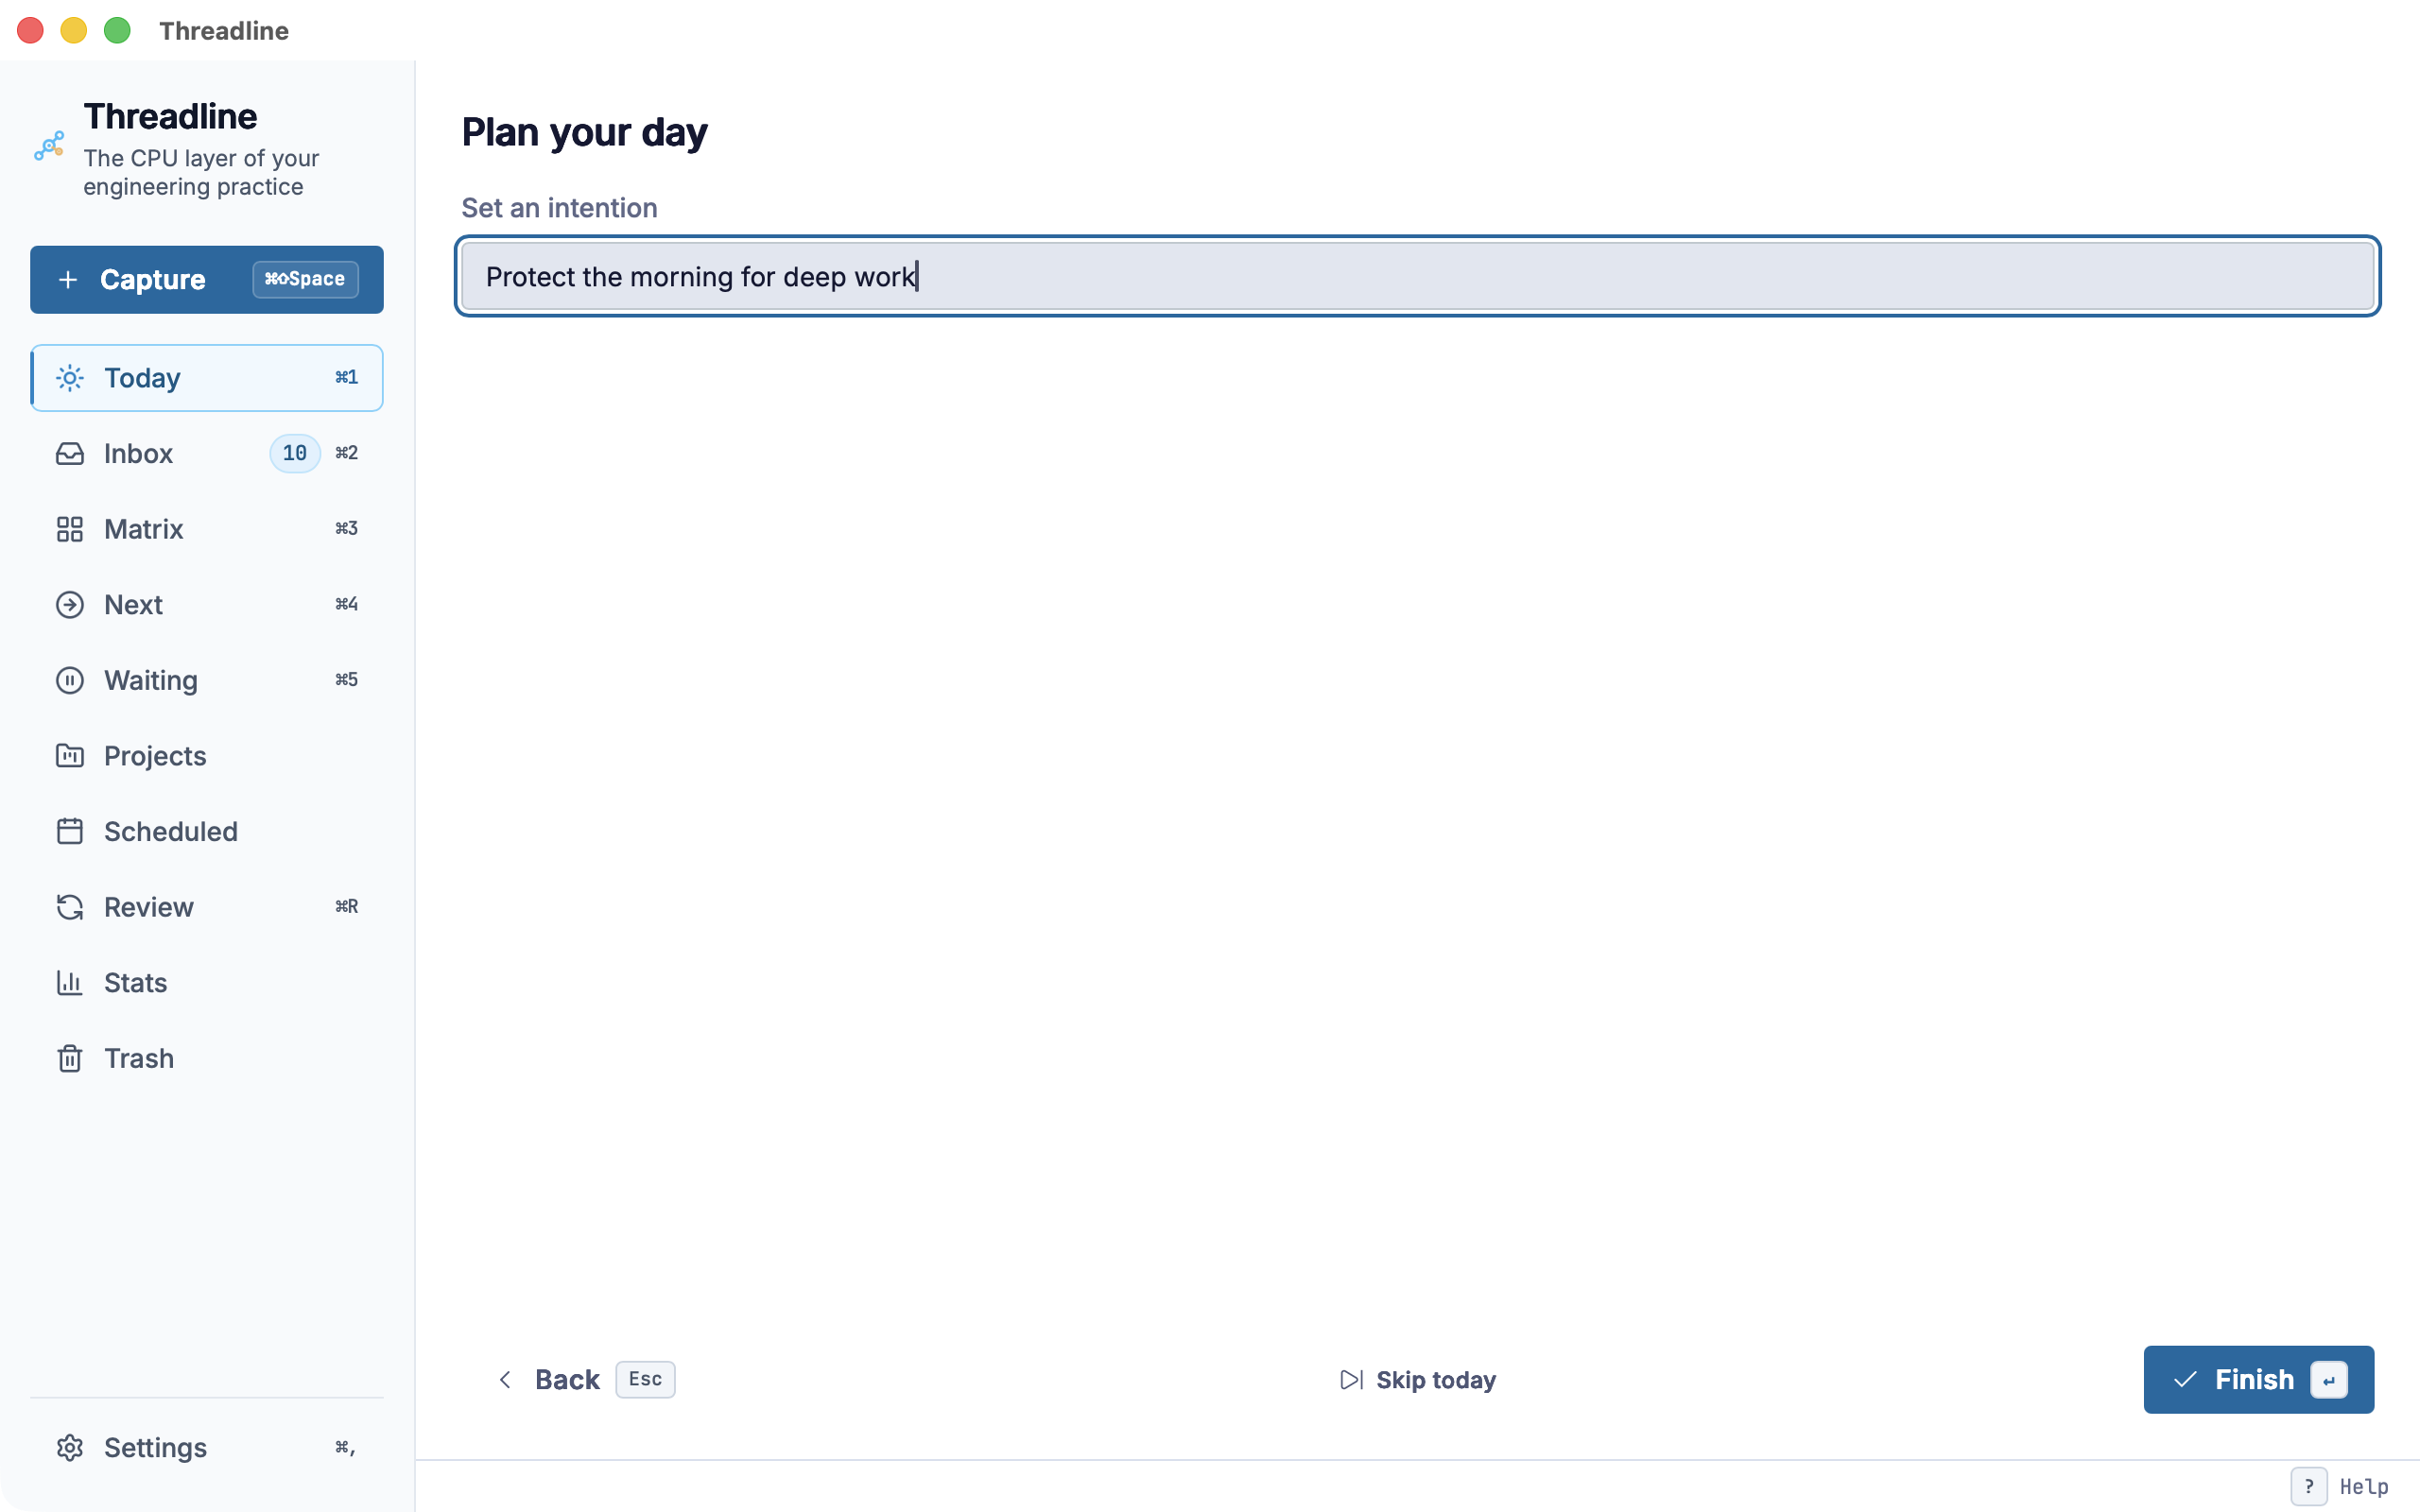 Threadline
Threadline
The CPU layer of your
engineering practice
Capture ⌘⇧Space
Today ⌘1
Inbox 10 ⌘2
Matrix ⌘3
Next ⌘4
Waiting ⌘5
Projects
Scheduled
Review ⌘R
Stats
Trash
Settings ⌘,
Plan your day
Set an intention
Protect the morning for deep work
Back Esc
Skip today
Finish ↵
? Help